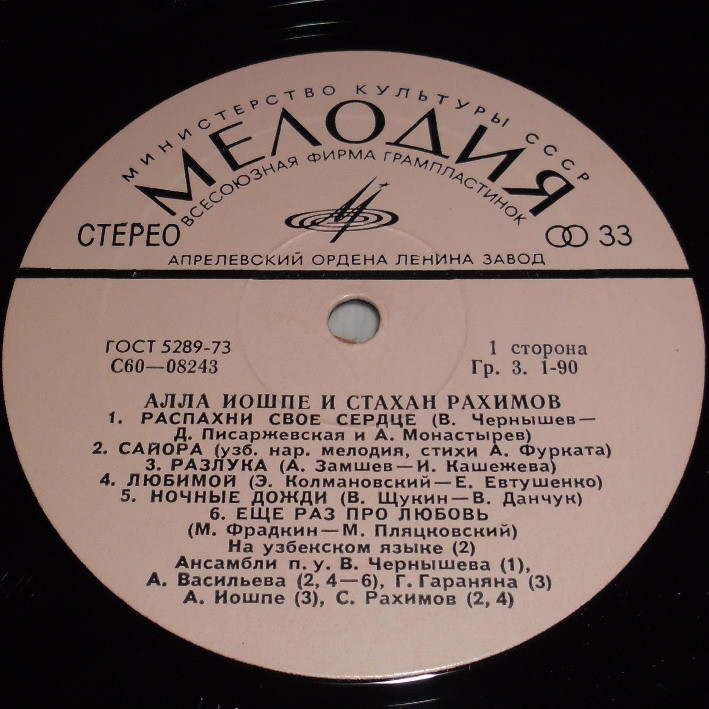 МИНИСТЕРСТВО КУЛЬТУРЫ СССР
МЕЛОДИЯ
ВСЕСОЮЗНАЯ ФИРМА ГРАМПЛАСТИНОК
СТЕРЕО
33
АПРЕЛЕВСКИЙ ОРДЕНА ЛЕНИНА ЗАВОД
ГОСТ 5289-73
1 сторона
С60—08243
Гр. 3. 1-90
АЛЛА ИОШПЕ И СТАХАН РАХИМОВ
1. РАСПАХНИ СВОЕ СЕРДЦЕ (В. Чернышев—
Д. Писаржевская и А. Монастырев)
2. САЙОРА (узб. нар. мелодия, стихи А. Фурката)
3. РАЗЛУКА (А. Замшев—И. Кашежева)
4. ЛЮБИМОЙ (Э. Колмановский—Е. Евтушенко)
5. НОЧНЫЕ ДОЖДИ (В. Щукин—В. Данчук)
6. ЕЩЕ РАЗ ПРО ЛЮБОВЬ
(М. Фрадкин—М. Пляцковский)
На узбекском языке (2)
Ансамбли п. у. В. Чернышева (1),
А. Васильева (2, 4—6), Г. Гараняна (3)
А. Иошпе (3), С. Рахимов (2, 4)